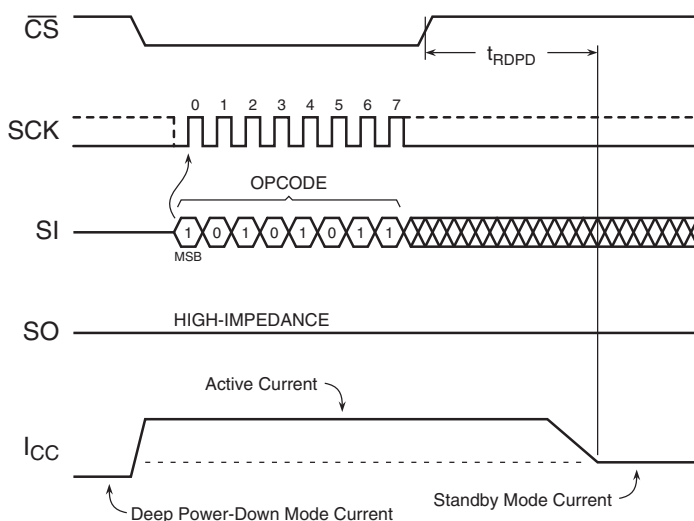 CS
tRDPD
0 1 2 3 4 5 6 7
SCK
OPCODE
SI
1 0 1 0 1 0 1 1
MSB
SO
HIGH-IMPEDANCE
Active Current
ICC
Deep Power-Down Mode Current
Standby Mode Current